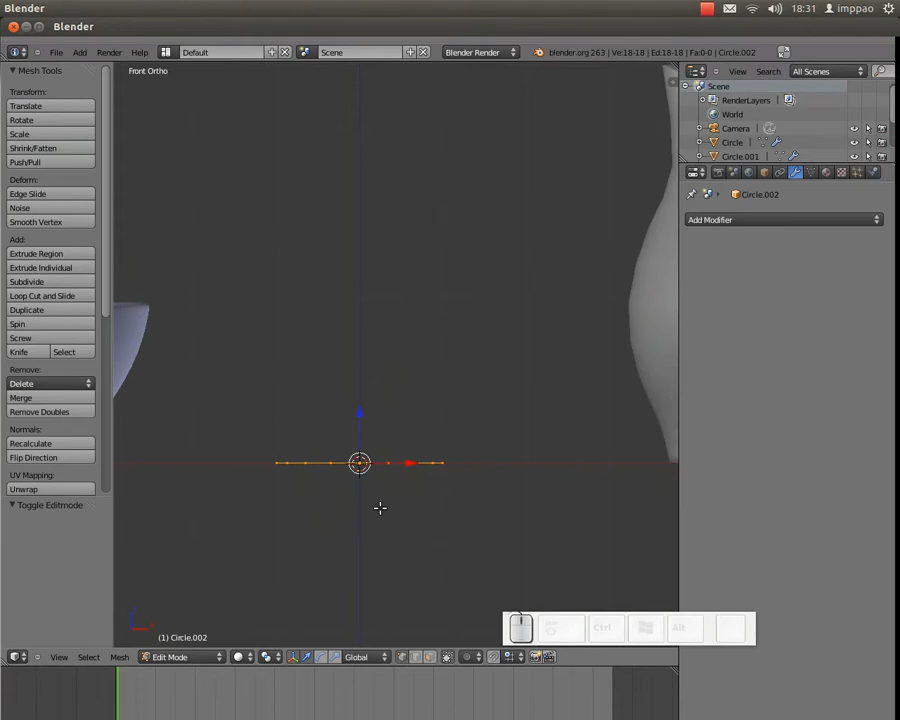 Blender
18:31 imppao
Blender
File Add Render Help Default Scene Blender Render blender.org 263 | Ve:18-18 | Ed:18-18 | Fa:0-0 | Circle.002
Mesh Tools
Transform:
Translate
Rotate
Scale
Shrink/Fatten
Push/Pull
Deform:
Edge Slide
Noise
Smooth Vertex
Add:
Extrude Region
Extrude Individual
Subdivide
Loop Cut and Slide
Duplicate
Spin
Screw
Knife Select
Remove:
Delete
Merge
Remove Doubles
Normals:
Recalculate
Flip Direction
UV Mapping:
Unwrap
Toggle Editmode
Front Ortho
(1) Circle.002
Ctrl Alt
View Select Mesh Edit Mode Global
View Search All Scenes
Scene
RenderLayers
World
Camera
Circle
Circle.001
Circle.002
Add Modifier